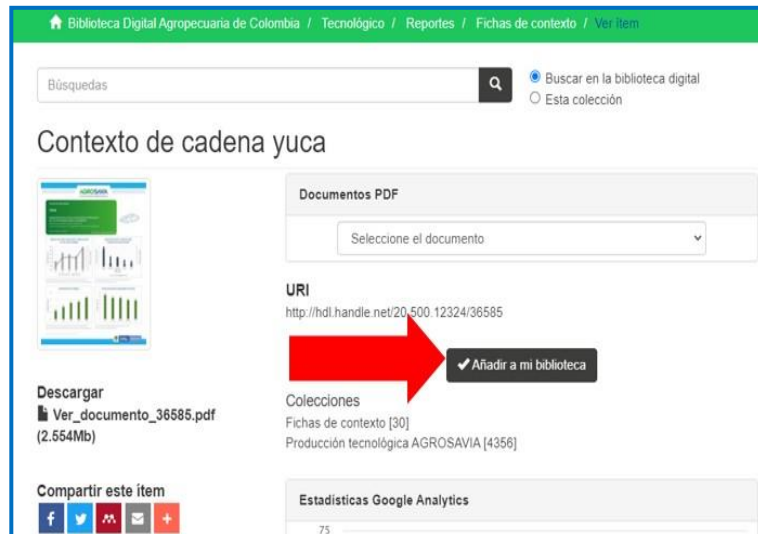 Biblioteca Digital Agropecuaria de Colombia / Tecnológico / Reportes / Fichas de contexto / Ver ítem
Búsquedas
Buscar en la biblioteca digital
Esta colección
Contexto de cadena yuca
AGROSAVIA
Documentos PDF
Seleccione el documento
URI
http://hdl.handle.net/20.500.12324/36585
Añadir a mi biblioteca
Descargar
Ver_documento_36585.pdf
(2.554Mb)
Colecciones
Fichas de contexto [30]
Producción tecnológica AGROSAVIA [4356]
Compartir este ítem
Estadísticas Google Analytics
75